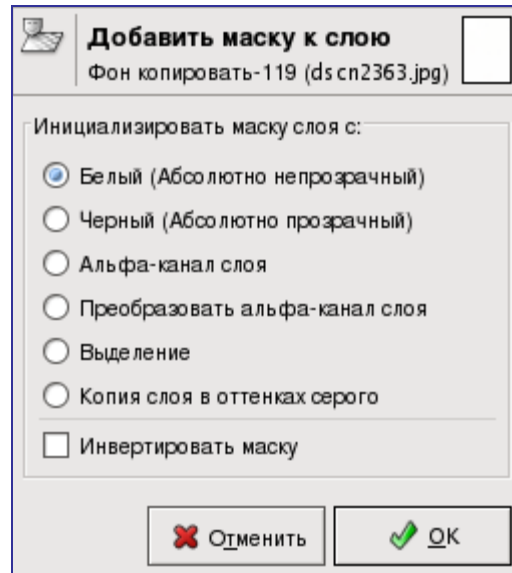 Добавить маску к слою
Фон копировать-119 (dscn2363.jpg)
Инициализировать маску слоя с:
Белый (Абсолютно непрозрачный)
Черный (Абсолютно прозрачный)
Альфа-канал слоя
Преобразовать альфа-канал слоя
Выделение
Копия слоя в оттенках серого
Инвертировать маску
Отменить
OK